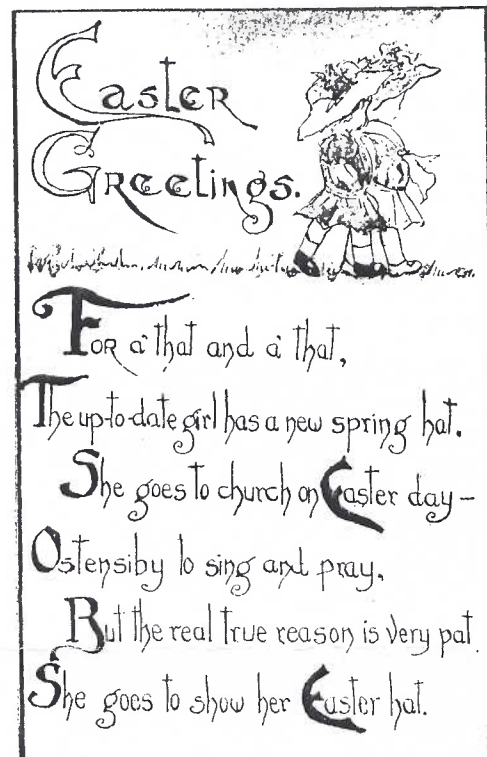 Easter
Greetings.
For a' that and a' that,
The up-to-date girl has a new spring hat.
She goes to church on Easter day –
Ostensiby to sing and pray,
But the real true reason is very pat.
She goes to show her Easter hat.